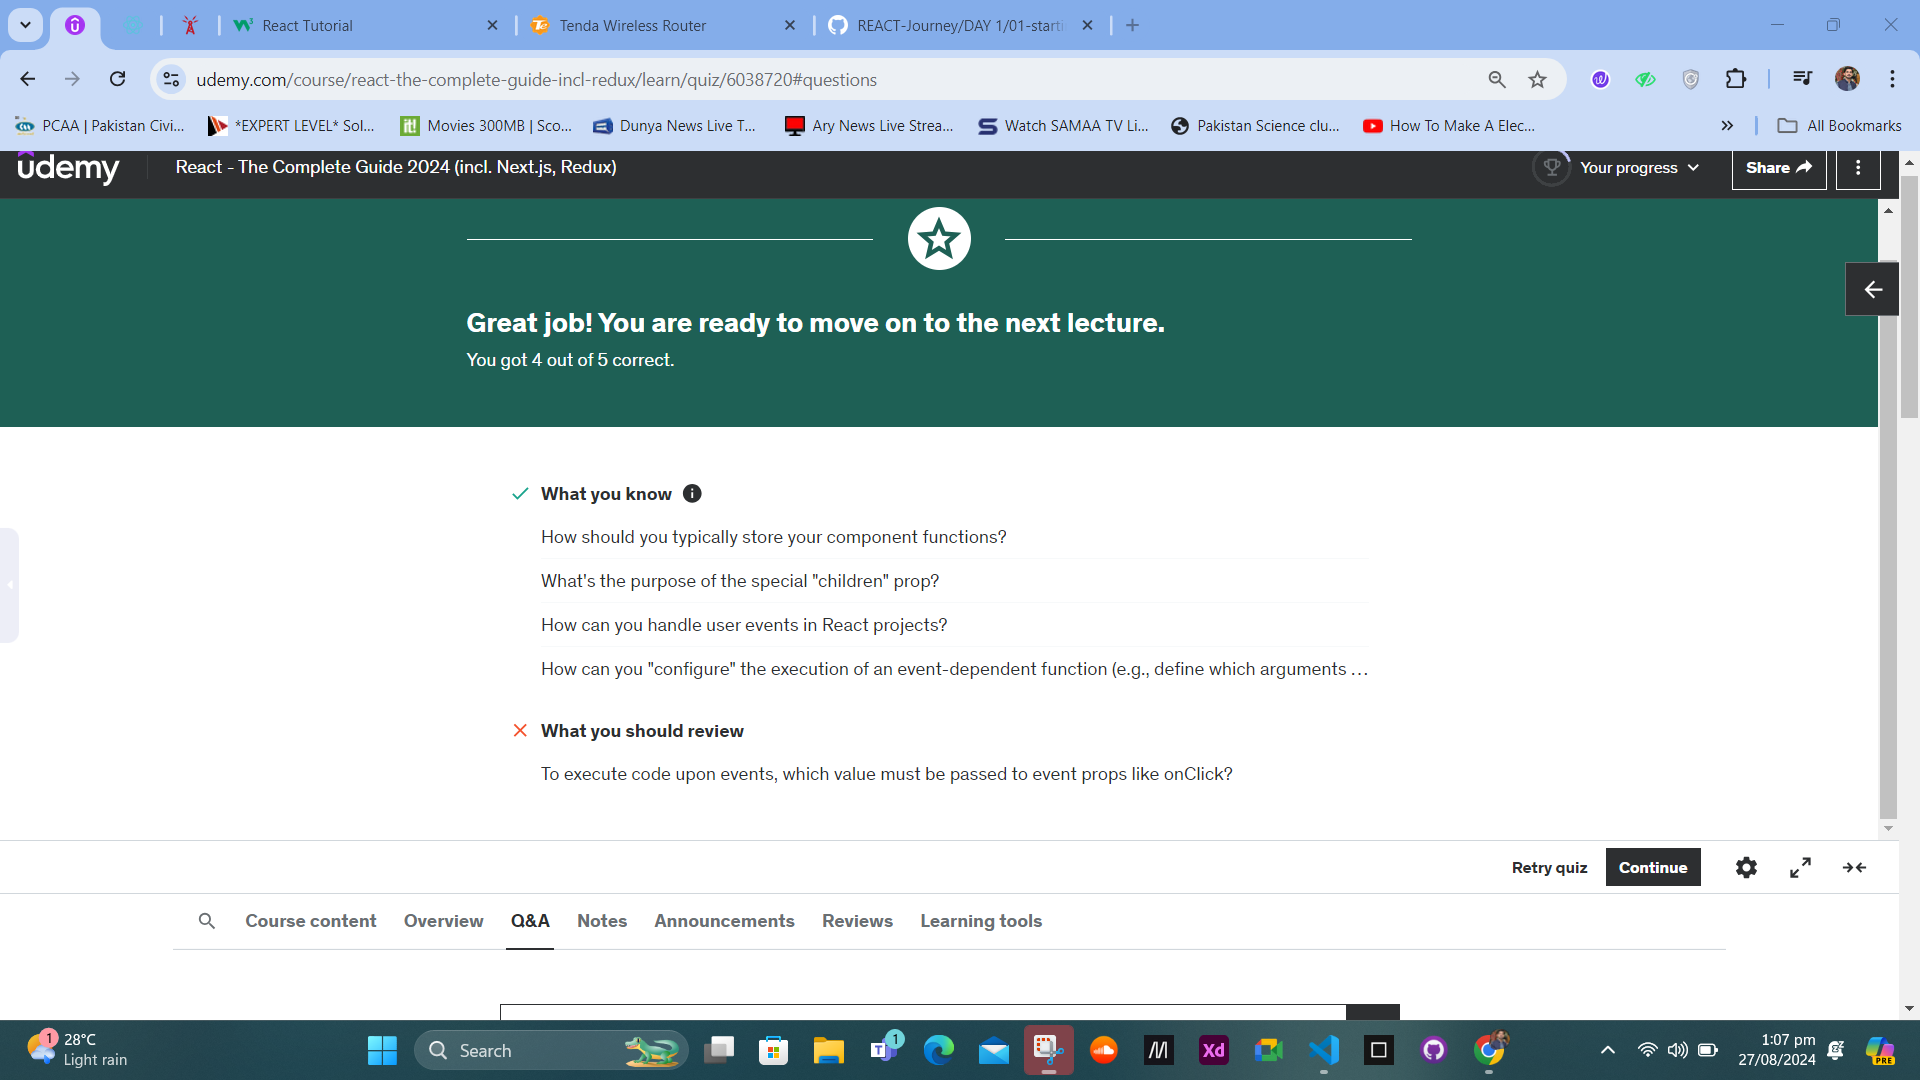 React Tutorial
Tenda Wireless Router
REACT-Journey/DAY 1/01-starti
udemy.com/course/react-the-complete-guide-incl-redux/learn/quiz/6038720#questions
PCAA | Pakistan Civi...
*EXPERT LEVEL* Sol...
Movies 300MB | Sco...
Dunya News Live T...
Ary News Live Strea...
Watch SAMAA TV Li...
Pakistan Science clu...
How To Make A Elec...
All Bookmarks
udemy
React - The Complete Guide 2024 (incl. Next.js, Redux)
Your progress
Share
Great job! You are ready to move on to the next lecture.
You got 4 out of 5 correct.
What you know
How should you typically store your component functions?
What's the purpose of the special "children" prop?
How can you handle user events in React projects?
How can you "configure" the execution of an event-dependent function (e.g., define which arguments ...
What you should review
To execute code upon events, which value must be passed to event props like onClick?
Retry quiz
Continue
Course content
Overview
Q&A
Notes
Announcements
Reviews
Learning tools
1
28°C
Light rain
Search
1
Xd
1:07 pm
27/08/2024
PRE